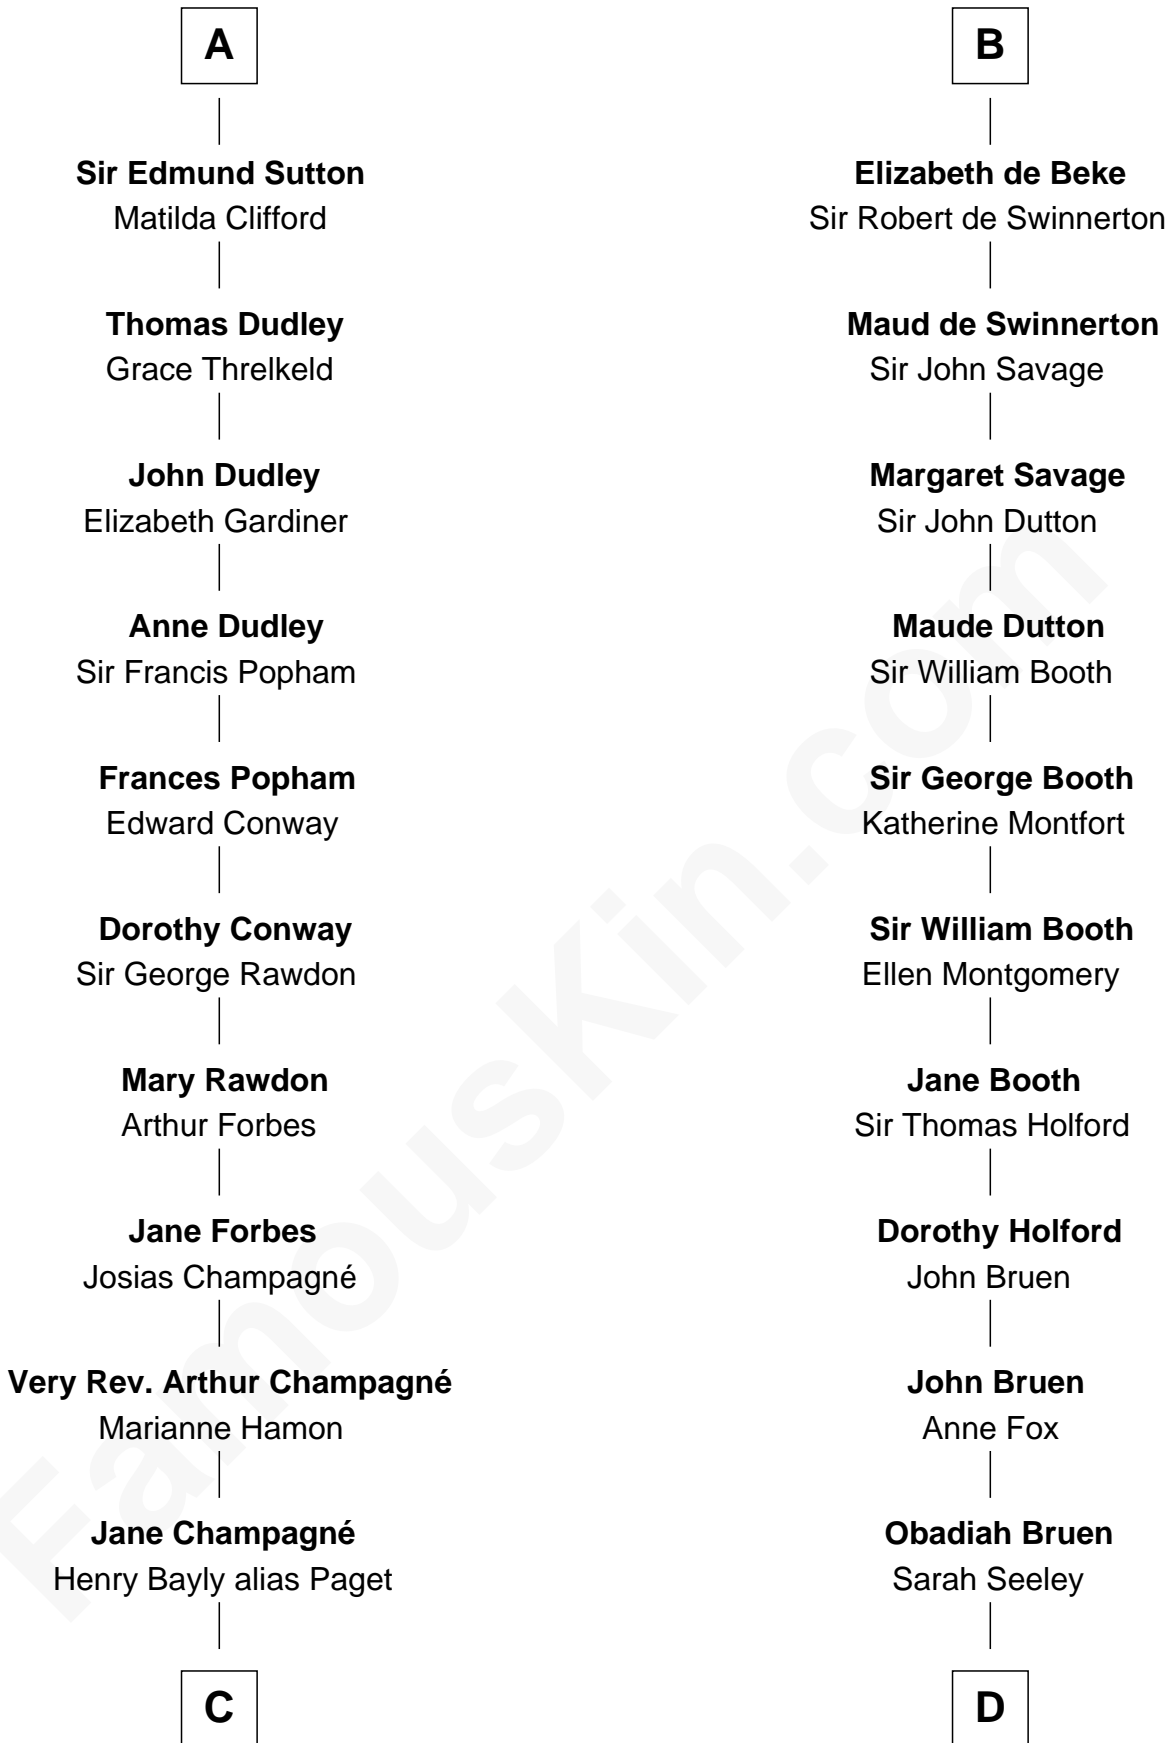 A
Sir Edmund Sutton
Matilda Clifford
Thomas Dudley
Grace Threlkeld
John Dudley
Elizabeth Gardiner
Anne Dudley
Sir Francis Popham
Frances Popham
Edward Conway
Dorothy Conway
Sir George Rawdon
Mary Rawdon
Arthur Forbes
Jane Forbes
Josias Champagné
Very Rev. Arthur Champagné
Marianne Hamon
Jane Champagné
Henry Bayly alias Paget
C
B
Elizabeth de Beke
Sir Robert de Swinnerton
Maud de Swinnerton
Sir John Savage
Margaret Savage
Sir John Dutton
Maude Dutton
Sir William Booth
Sir George Booth
Katherine Montfort
Sir William Booth
Ellen Montgomery
Jane Booth
Sir Thomas Holford
Dorothy Holford
John Bruen
John Bruen
Anne Fox
Obadiah Bruen
Sarah Seeley
D
FamousKin.com